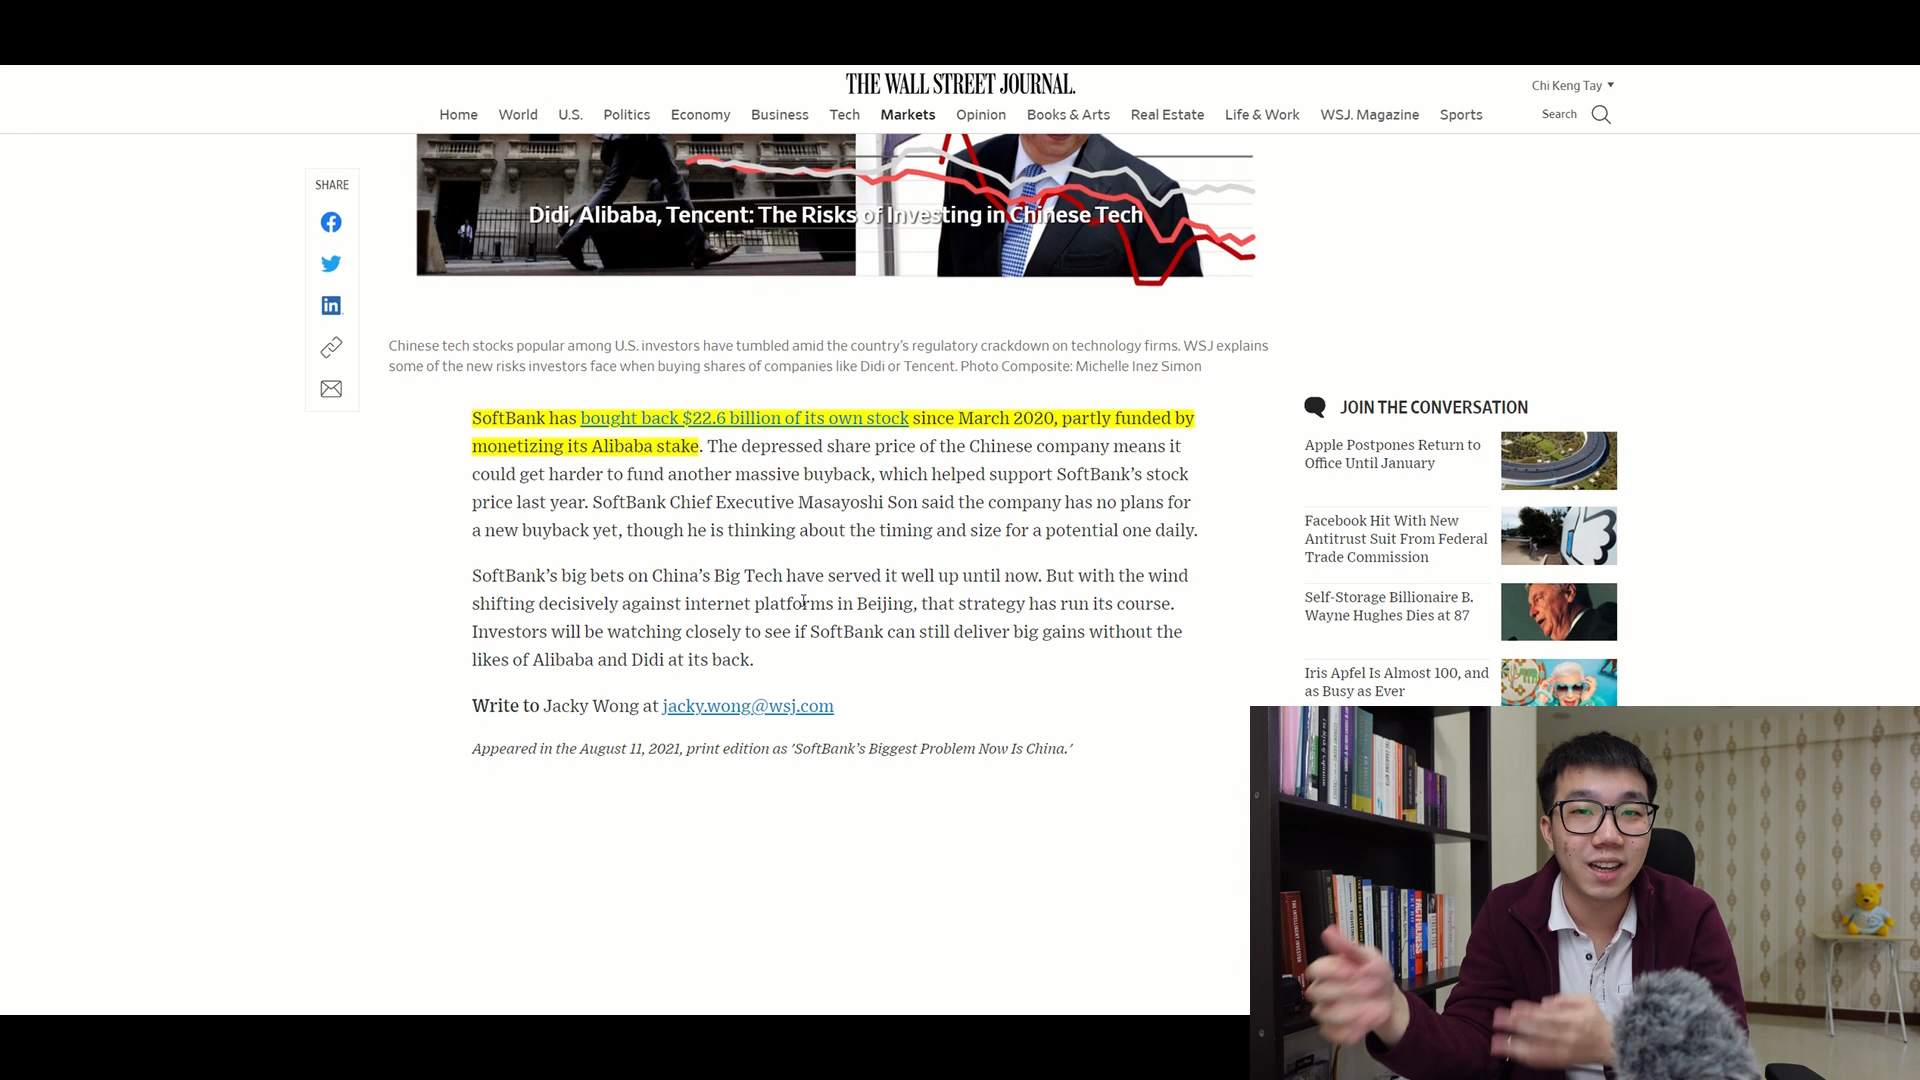 THE WALL STREET JOURNAL.
Chi Keng Tay
Home World U.S. Politics Economy Business Tech Markets Opinion Books & Arts Real Estate Life & Work WSJ. Magazine Sports
Search
SHARE
Didi, Alibaba, Tencent: The Risks of Investing in Chinese Tech
Chinese tech stocks popular among U.S. investors have tumbled amid the country's regulatory crackdown on technology firms. WSJ explains
some of the new risks investors face when buying shares of companies like Didi or Tencent. Photo Composite: Michelle Inez Simon
SoftBank has bought back $22.6 billion of its own stock since March 2020, partly funded by
monetizing its Alibaba stake. The depressed share price of the Chinese company means it
could get harder to fund another massive buyback, which helped support SoftBank's stock
price last year. SoftBank Chief Executive Masayoshi Son said the company has no plans for
a new buyback yet, though he is thinking about the timing and size for a potential one daily.
SoftBank's big bets on China's Big Tech have served it well up until now. But with the wind
shifting decisively against internet platforms in Beijing, that strategy has run its course.
Investors will be watching closely to see if SoftBank can still deliver big gains without the
likes of Alibaba and Didi at its back.
Write to Jacky Wong at jacky.wong@wsj.com
Appeared in the August 11, 2021, print edition as 'SoftBank's Biggest Problem Now Is China.'
JOIN THE CONVERSATION
Apple Postpones Return to
Office Until January
Facebook Hit With New
Antitrust Suit From Federal
Trade Commission
Self-Storage Billionaire B.
Wayne Hughes Dies at 87
Iris Apfel Is Almost 100, and
as Busy as Ever
THE INTELLIGENT INVESTOR
FACTFULNESS